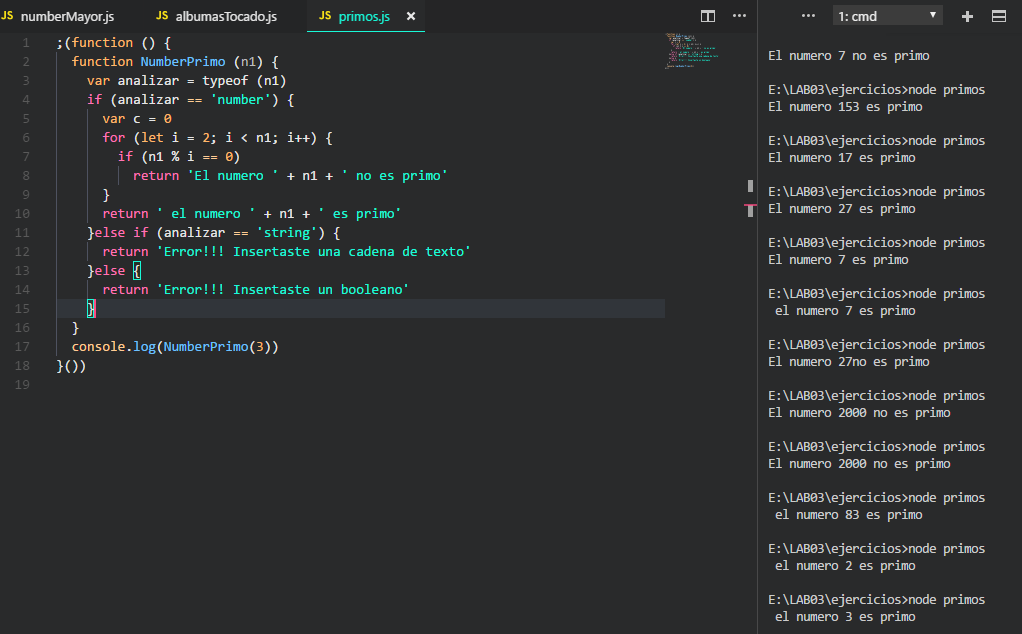 JS numberMayor.js JS albumasTocado.js JS primos.js ×
1 ;(function () {
2 function NumberPrimo (n1) {
3 var analizar = typeof (n1)
4 if (analizar == 'number') {
5 var c = 0
6 for (let i = 2; i < n1; i++) {
7 if (n1 % i == 0)
8 return 'El numero ' + n1 + ' no es primo'
9 }
10 return ' el numero ' + n1 + ' es primo'
11 }else if (analizar == 'string') {
12 return 'Error!!! Insertaste una cadena de texto'
13 }else {
14 return 'Error!!! Insertaste un booleano'
15 }
16 }
17 console.log(NumberPrimo(3))
18 }())
19
1: cmd
El numero 7 no es primo
E:\LAB03\ejercicios>node primos
El numero 153 es primo
E:\LAB03\ejercicios>node primos
El numero 17 es primo
E:\LAB03\ejercicios>node primos
El numero 27 es primo
E:\LAB03\ejercicios>node primos
El numero 7 es primo
E:\LAB03\ejercicios>node primos
el numero 7 es primo
E:\LAB03\ejercicios>node primos
El numero 27no es primo
E:\LAB03\ejercicios>node primos
El numero 2000 no es primo
E:\LAB03\ejercicios>node primos
El numero 2000 no es primo
E:\LAB03\ejercicios>node primos
el numero 83 es primo
E:\LAB03\ejercicios>node primos
el numero 2 es primo
E:\LAB03\ejercicios>node primos
el numero 3 es primo